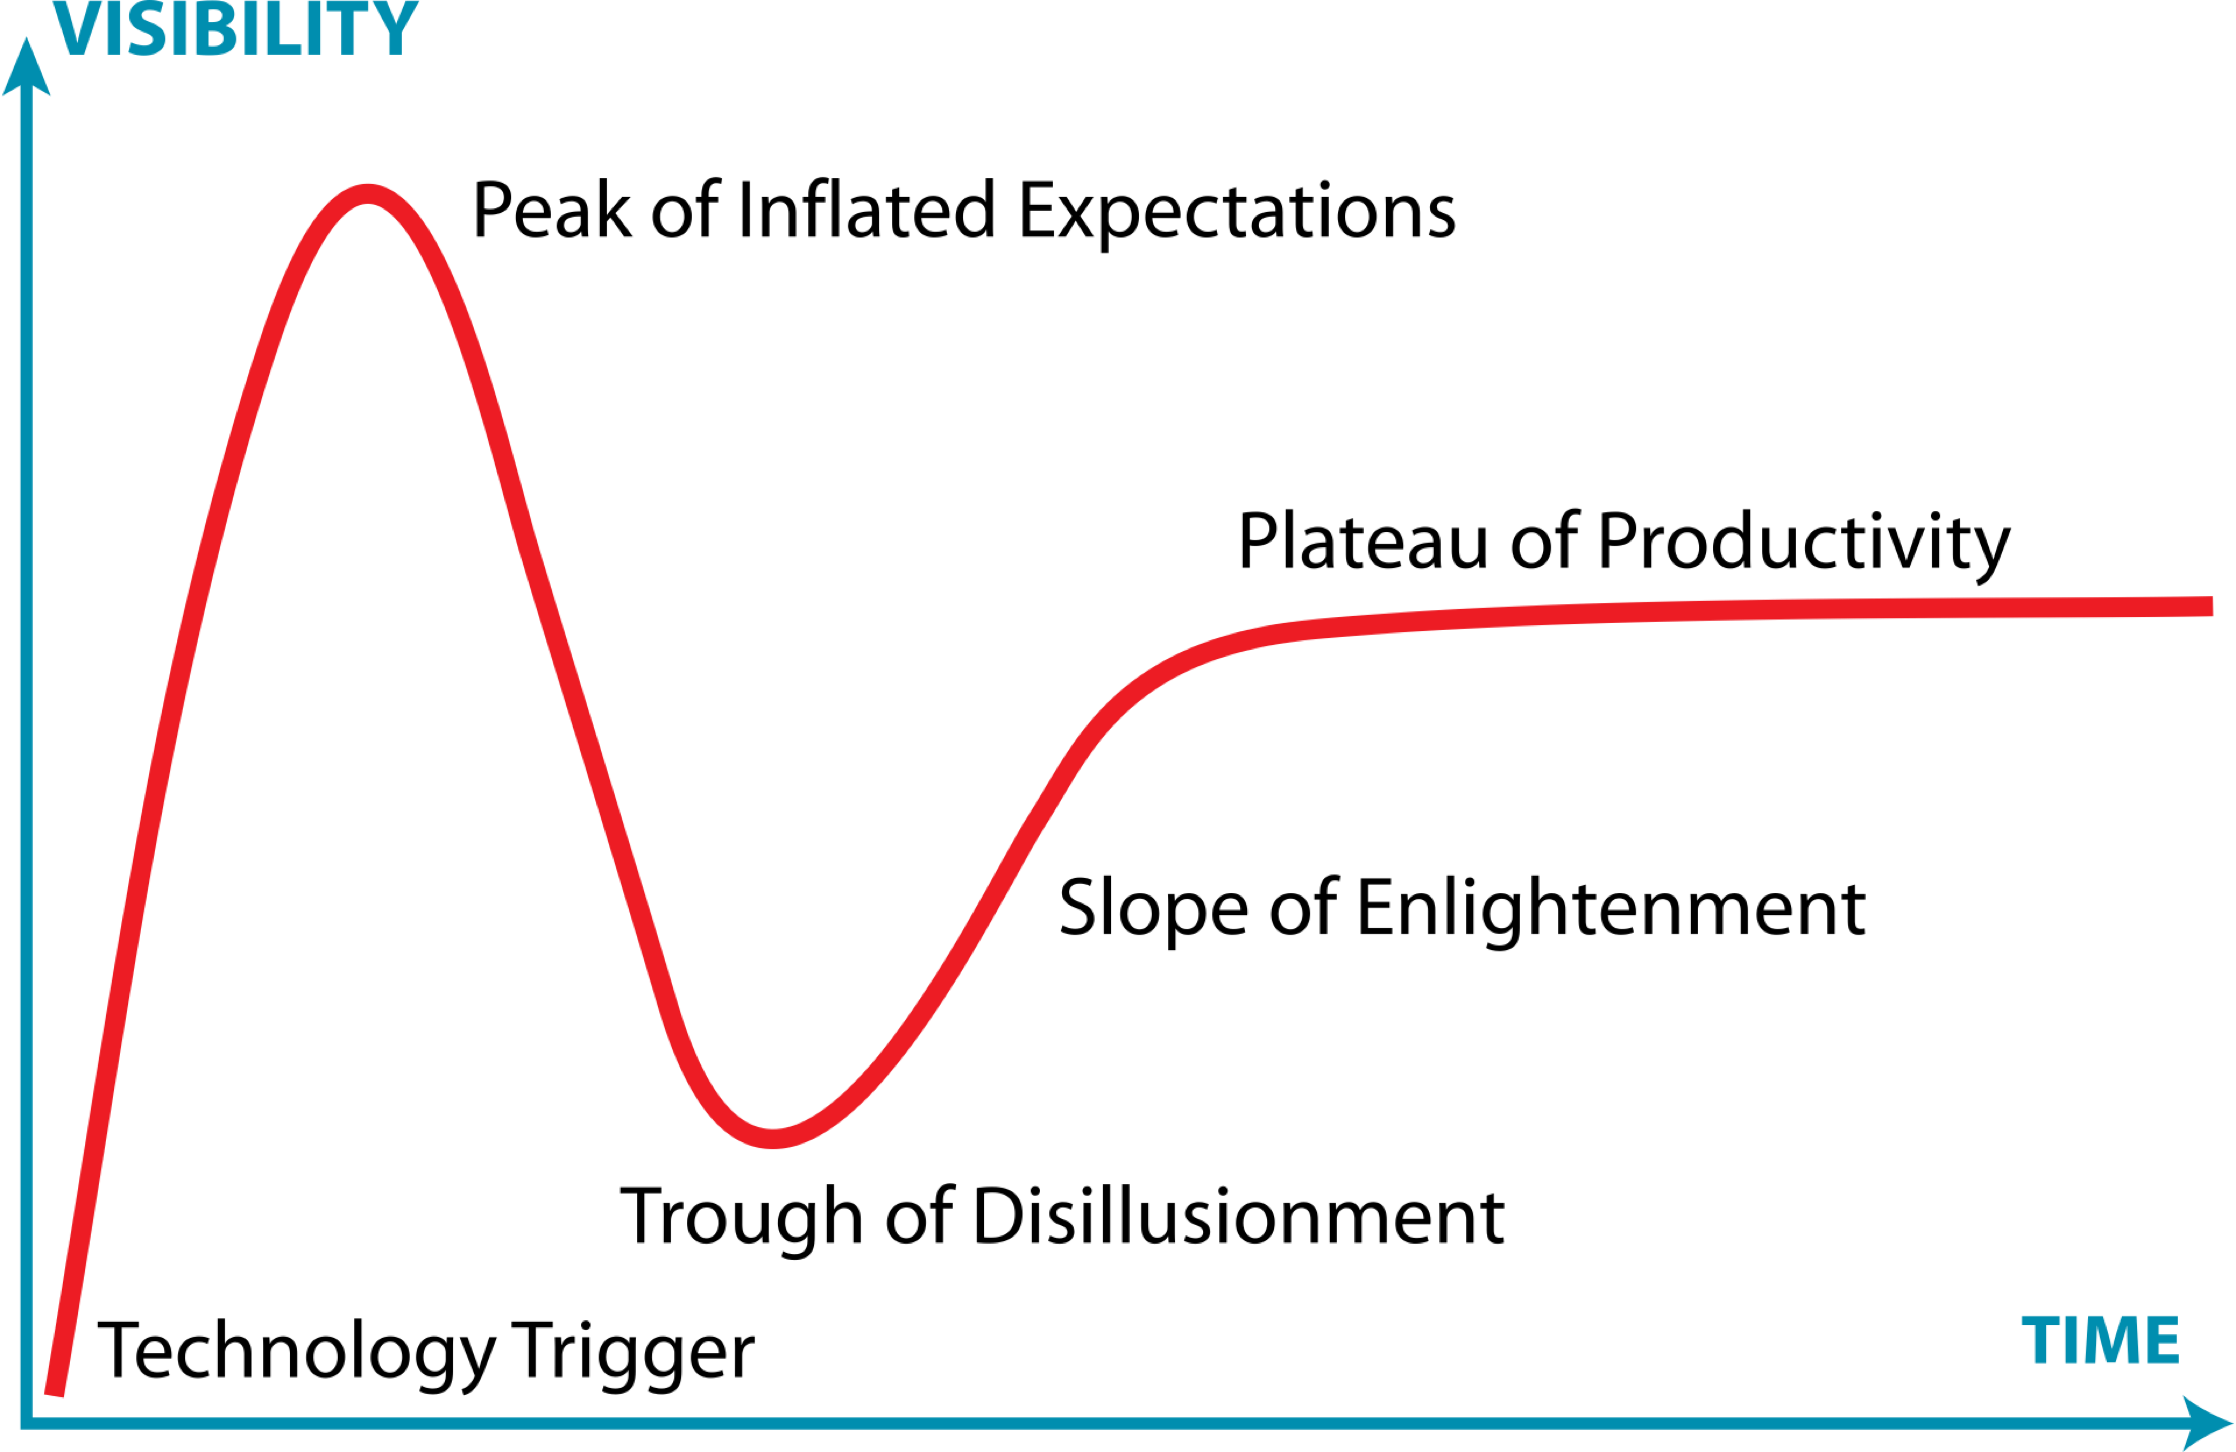 VISIBILITY
Peak of Inflated Expectations
Plateau of Productivity
Slope of Enlightenment
Trough of Disillusionment
Technology Trigger
TIME